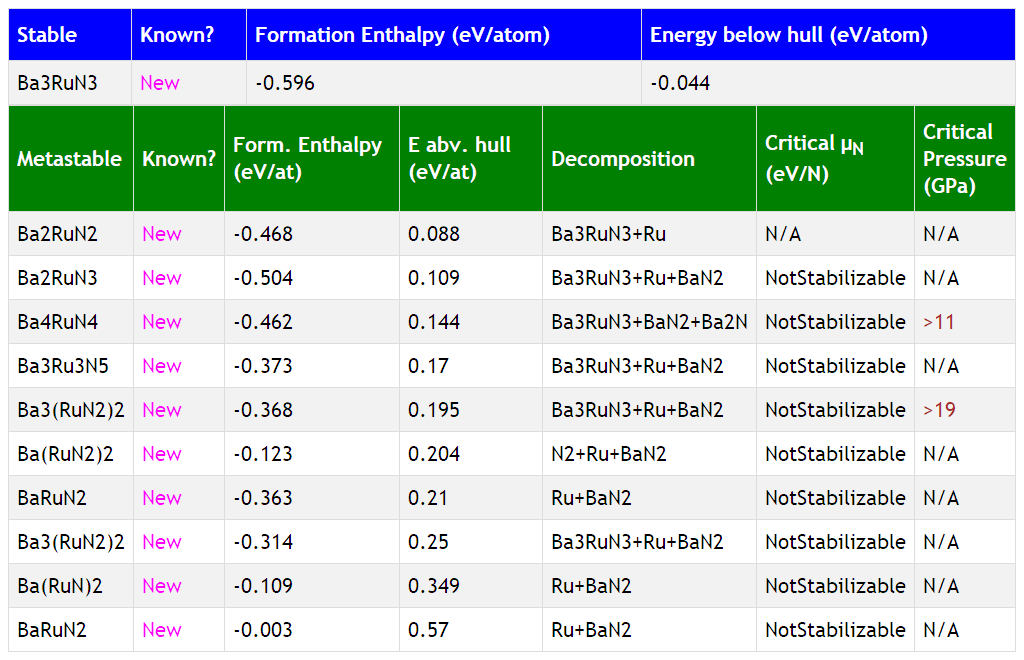 Stable Known? Formation Enthalpy (eV/atom) Energy below hull (eV/atom)
Ba3RuN3 New -0.596 -0.044
Metastable Known? Form. Enthalpy (eV/at) E abv. hull (eV/at) Decomposition Critical μN (eV/N) Critical Pressure (GPa)
Ba2RuN2 New -0.468 0.088 Ba3RuN3+Ru N/A N/A
Ba2RuN3 New -0.504 0.109 Ba3RuN3+Ru+BaN2 NotStabilizable N/A
Ba4RuN4 New -0.462 0.144 Ba3RuN3+BaN2+Ba2N NotStabilizable >11
Ba3Ru3N5 New -0.373 0.17 Ba3RuN3+Ru+BaN2 NotStabilizable N/A
Ba3(RuN2)2 New -0.368 0.195 Ba3RuN3+Ru+BaN2 NotStabilizable >19
Ba(RuN2)2 New -0.123 0.204 N2+Ru+BaN2 NotStabilizable N/A
BaRuN2 New -0.363 0.21 Ru+BaN2 NotStabilizable N/A
Ba3(RuN2)2 New -0.314 0.25 Ba3RuN3+Ru+BaN2 NotStabilizable N/A
Ba(RuN)2 New -0.109 0.349 Ru+BaN2 NotStabilizable N/A
BaRuN2 New -0.003 0.57 Ru+BaN2 NotStabilizable N/A